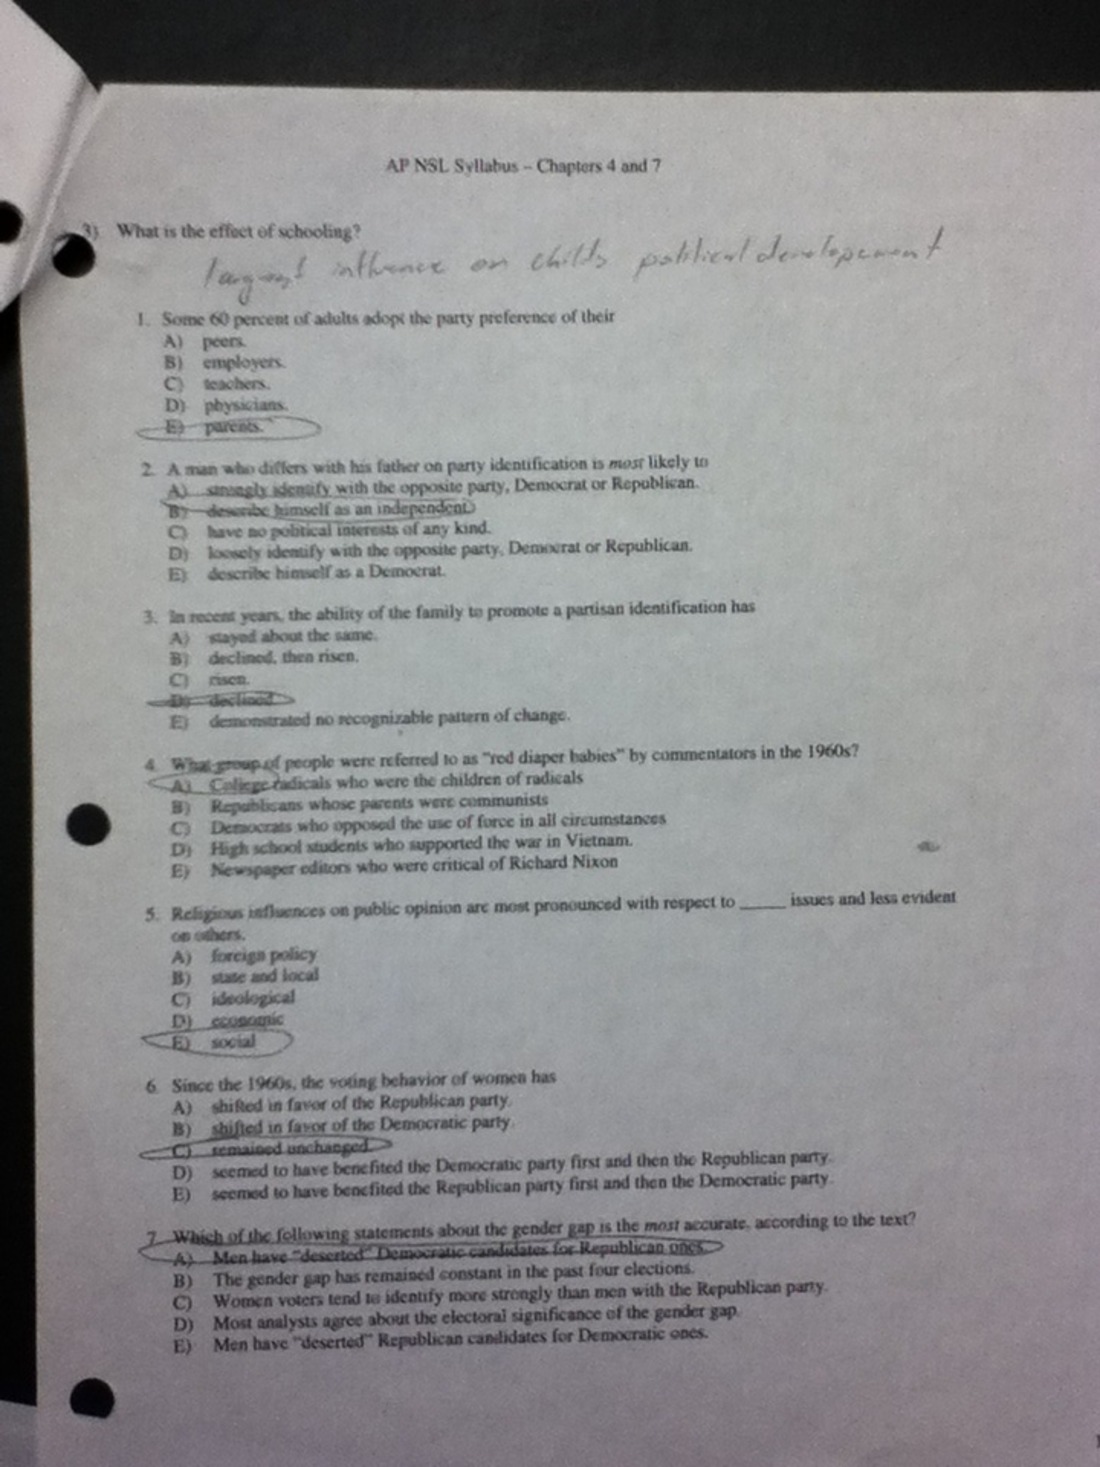 AP NSL Syllabus – Chapters 4 and 7
3) What is the effect of schooling?
largest influence on childs political developement
1. Some 60 percent of adults adopt the party preference of their
A) peers.
B) employers.
C) teachers.
D) physicians.
E) parents.
2. A man who differs with his father on party identification is most likely to
A) strongly identify with the opposite party, Democrat or Republican.
B) describe himself as an independent.
C) have no political interests of any kind.
D) loosely identify with the opposite party, Democrat or Republican.
E) describe himself as a Democrat.
3. In recent years, the ability of the family to promote a partisan identification has
A) stayed about the same.
B) declined, then risen.
C) risen.
D) declined.
E) demonstrated no recognizable pattern of change.
4. What group of people were referred to as "red diaper babies" by commentators in the 1960s?
A) College radicals who were the children of radicals
B) Republicans whose parents were communists
C) Democrats who opposed the use of force in all circumstances
D) High school students who supported the war in Vietnam.
E) Newspaper editors who were critical of Richard Nixon
5. Religious influences on public opinion are most pronounced with respect to _____ issues and less evident
on others.
A) foreign policy
B) state and local
C) ideological
D) economic
E) social
6. Since the 1960s, the voting behavior of women has
A) shifted in favor of the Republican party.
B) shifted in favor of the Democratic party.
C) remained unchanged.
D) seemed to have benefited the Democratic party first and then the Republican party.
E) seemed to have benefited the Republican party first and then the Democratic party.
7. Which of the following statements about the gender gap is the most accurate, according to the text?
A) Men have "deserted" Democratic candidates for Republican ones.
B) The gender gap has remained constant in the past four elections.
C) Women voters tend to identify more strongly than men with the Republican party.
D) Most analysts agree about the electoral significance of the gender gap.
E) Men have "deserted" Republican candidates for Democratic ones.